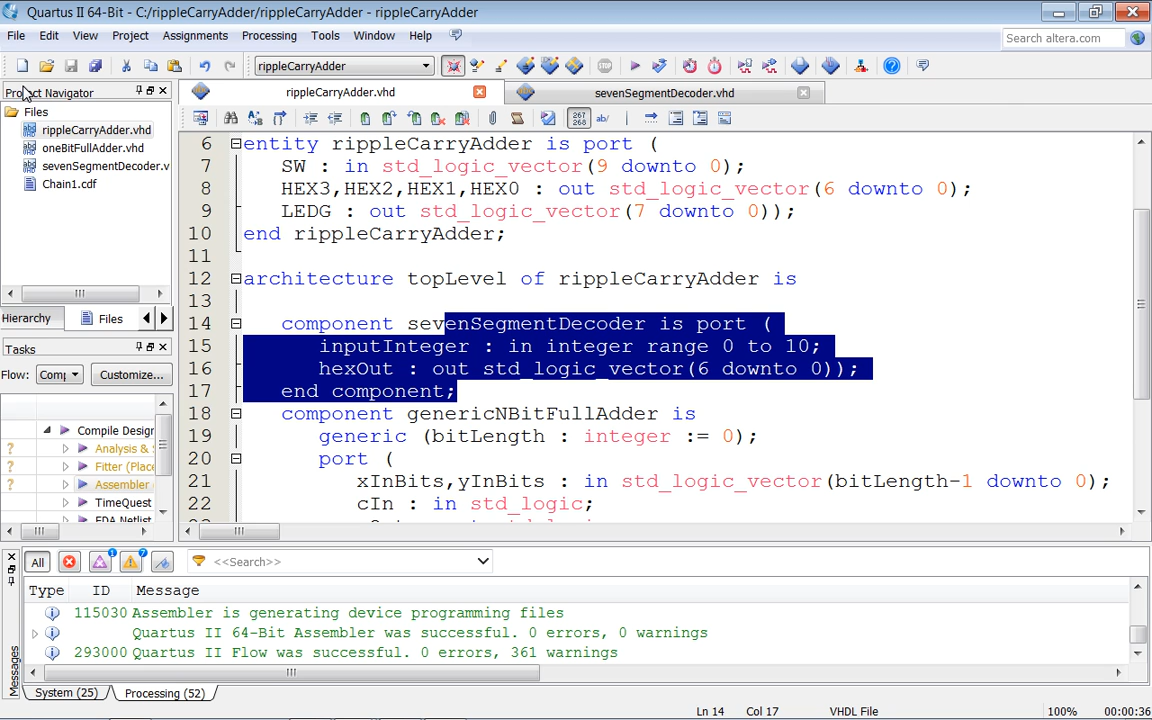 Quartus II 64-Bit - C:/rippleCarryAdder/rippleCarryAdder - rippleCarryAdder
File Edit View Project Assignments Processing Tools Window Help
Search altera.com
rippleCarryAdder
Project Navigator
Files
rippleCarryAdder.vhd
oneBitFullAdder.vhd
sevenSegmentDecoder.v
Chain1.cdf
Hierarchy Files
Tasks
Flow: Comp Customize...
Compile Design
Analysis &
Fitter (Place
Assembler
TimeQuest
EDA Netlist
rippleCarryAdder.vhd sevenSegmentDecoder.vhd
267
268 ab/
6 entity rippleCarryAdder is port (
7 SW : in std_logic_vector(9 downto 0);
8 HEX3,HEX2,HEX1,HEX0 : out std_logic_vector(6 downto 0);
9 LEDG : out std_logic_vector(7 downto 0));
10 end rippleCarryAdder;
11
12 architecture topLevel of rippleCarryAdder is
13
14 component sevenSegmentDecoder is port (
15 inputInteger : in integer range 0 to 10;
16 hexOut : out std_logic_vector(6 downto 0));
17 end component;
18 component genericNBitFullAdder is
19 generic (bitLength : integer := 0);
20 port (
21 xInBits,yInBits : in std_logic_vector(bitLength-1 downto 0);
22 cIn : in std_logic;
All 1 7 <<Search>>
Type ID Message
115030 Assembler is generating device programming files
Quartus II 64-Bit Assembler was successful. 0 errors, 0 warnings
293000 Quartus II Flow was successful. 0 errors, 361 warnings
System (25) Processing (52)
Messages
Ln 14 Col 17 VHDL File 100% 00:00:36